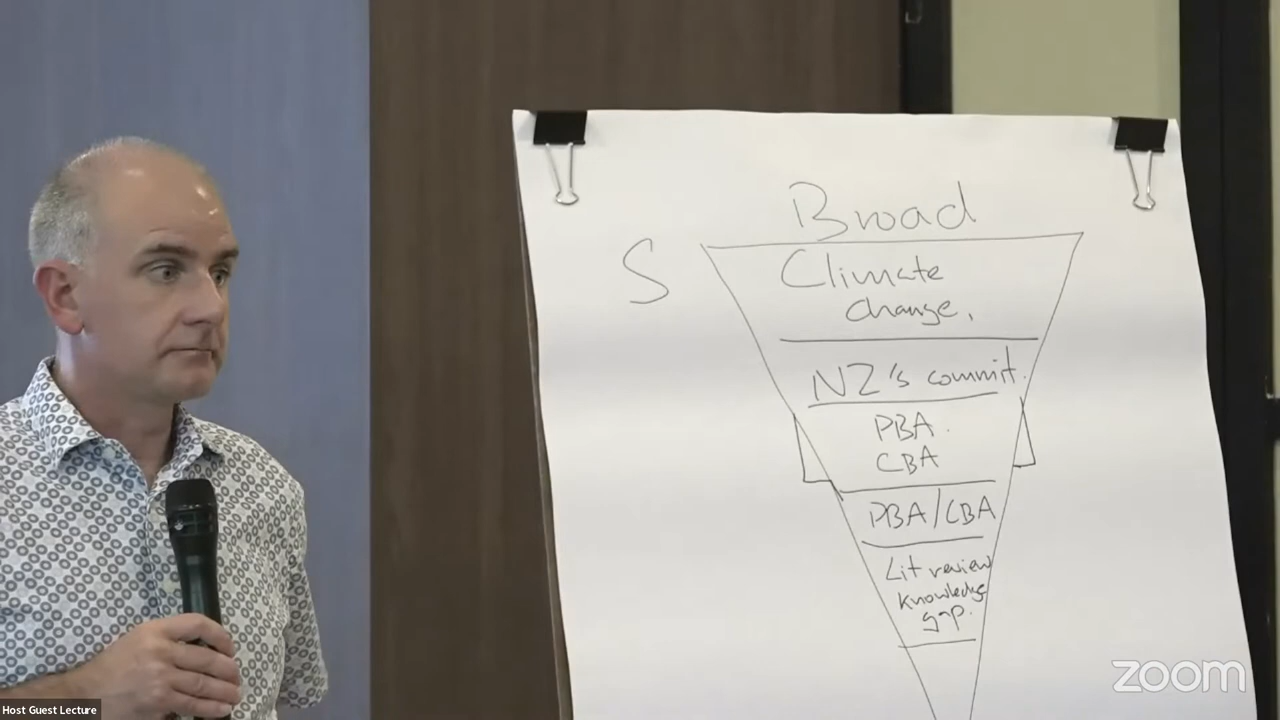 Broad
S
Climate
change.
NZ's commit.
PBA.
CBA
PBA/CBA
Lit review
knowledge
gap.
zoom
Host Guest Lecture